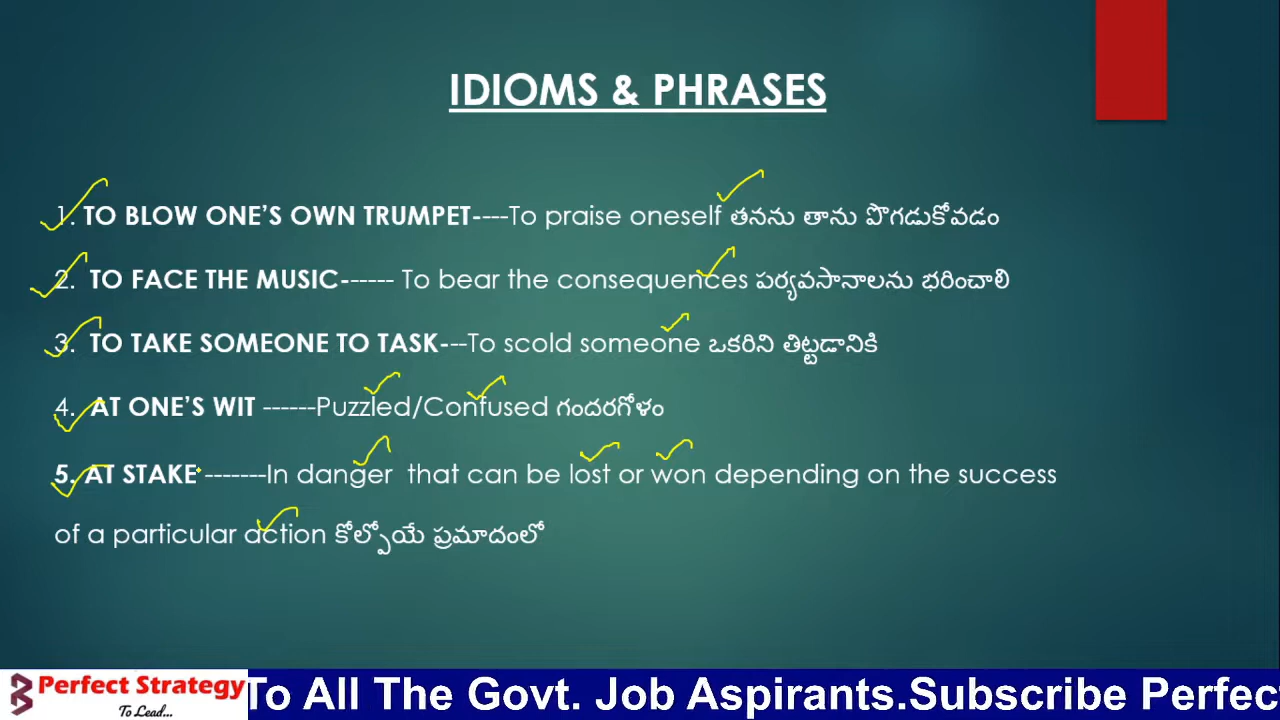 IDIOMS & PHRASES
1. TO BLOW ONE'S OWN TRUMPET----To praise oneself తనను తాను పొగడుకోవడం
2. TO FACE THE MUSIC------ To bear the consequences పర్యవసానాలను భరించాలి
3. TO TAKE SOMEONE TO TASK---To scold someone ఒకరిని తిట్టడానికి
4. AT ONE'S WIT ------Puzzled/Confused గందరగోళం
5. AT STAKE -------In danger that can be lost or won depending on the success
of a particular action కోల్పోయే ప్రమాదంలో
Perfect Strategy
To Lead...
To All The Govt. Job Aspirants.Subscribe Perfec